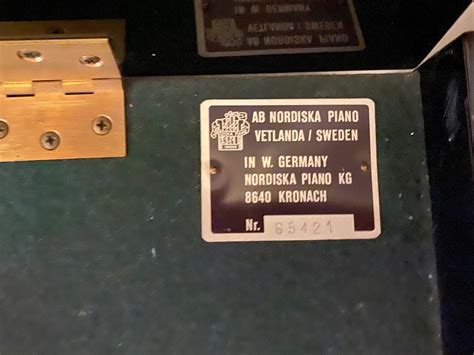 AB NORDISKA PIANO
VETLANDA / SWEDEN
IN W. GERMANY
NORDISKA PIANO KG
8640 KRONACH
Nr. 65421